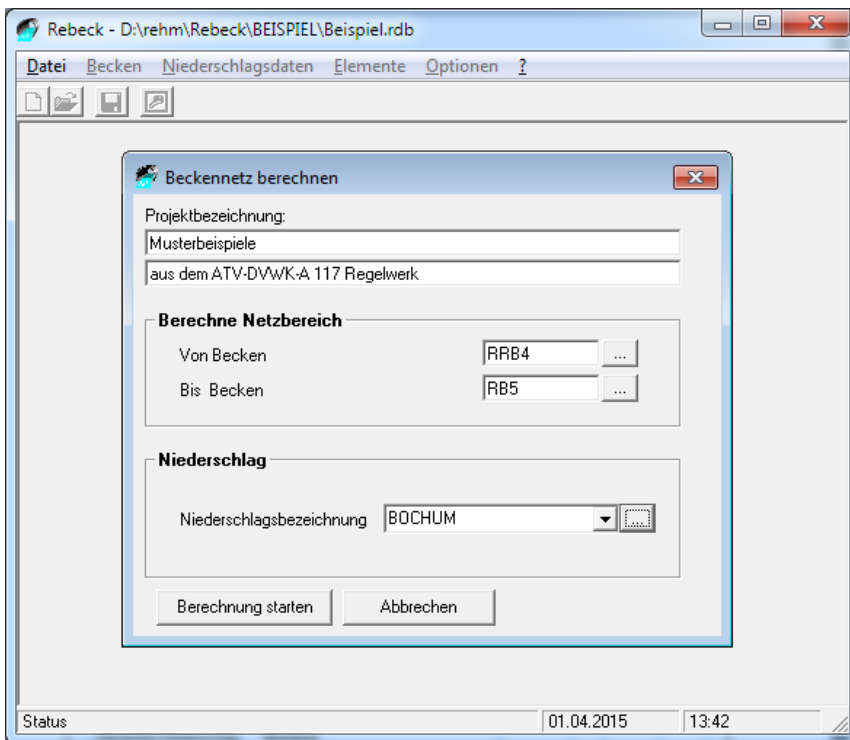 Rebeck - D:\rehm\Rebeck\BEISPIEL\Beispiel.rdb
Datei Becken Niederschlagsdaten Elemente Optionen ?
Beckennetz berechnen
Projektbezeichnung:
Musterbeispiele
aus dem ATV-DVWK-A 117 Regelwerk
Berechne Netzbereich
Von Becken RRB4 ...
Bis Becken RB5 ...
Niederschlag
Niederschlagsbezeichnung BOCHUM ...
Berechnung starten Abbrechen
Status 01.04.2015 13:42